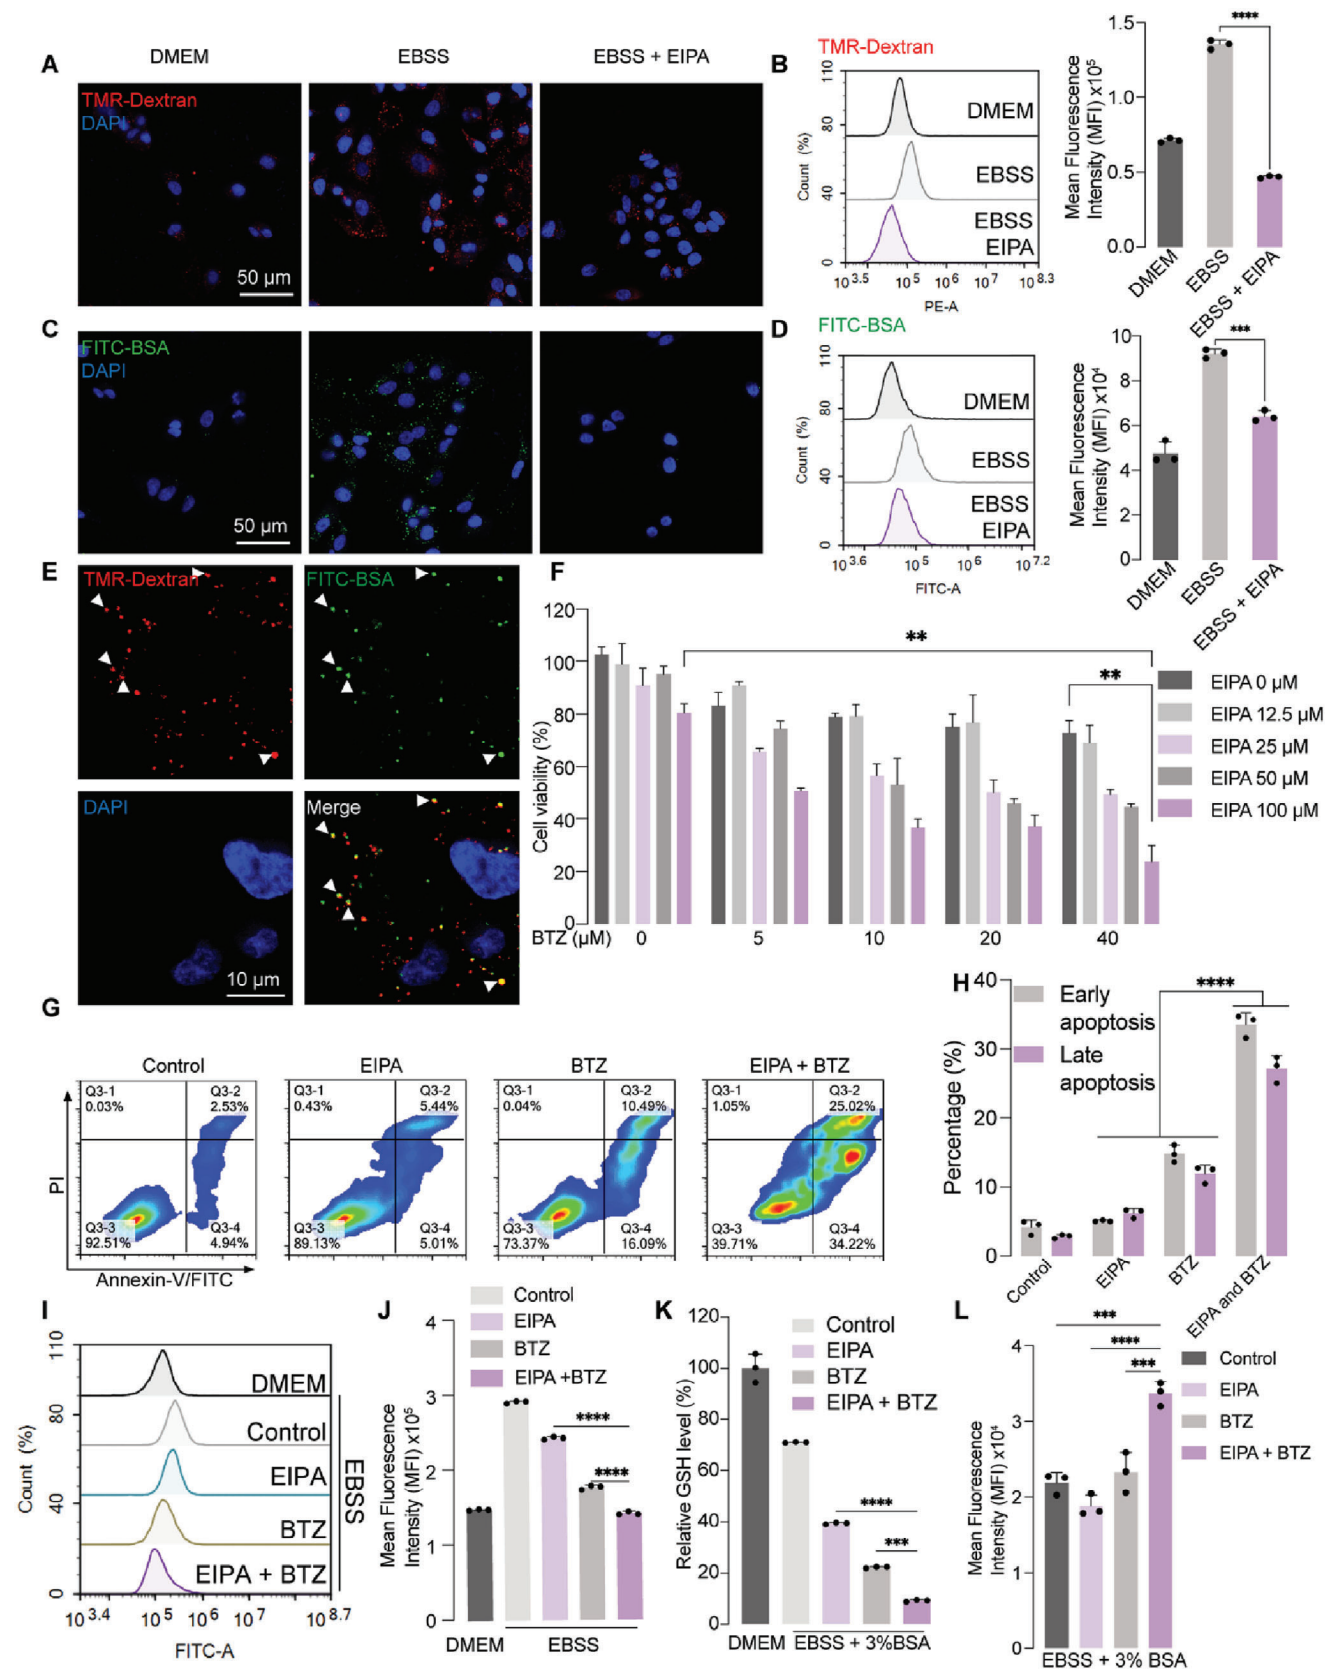 A
DMEM
EBSS
EBSS + EIPA
TMR-Dextran
DAPI
50 µm
B
TMR-Dextran
110
80
40
0
Count (%)
DMEM
EBSS
EBSS
EIPA
10^3.5
10^5
10^6
10^7
10^8.3
PE-A
Mean Fluorescence
Intensity (MFI) x10^5
1.5
1.0
0.5
0.0
****
DMEM
EBSS
EBSS + EIPA
C
FITC-BSA
DAPI
50 µm
D
FITC-BSA
110
80
40
0
Count (%)
DMEM
EBSS
EBSS
EIPA
10^3.6
10^5
10^6
10^7.2
FITC-A
Mean Fluorescence
Intensity (MFI) x10^4
10
8
6
4
2
0
***
DMEM
EBSS
EBSS + EIPA
E
TMR-Dextran
FITC-BSA
DAPI
10 µm
Merge
F
Cell viability (%)
120
100
80
60
40
20
0
**
**
BTZ (µM)
0
5
10
20
40
EIPA 0 µM
EIPA 12.5 µM
EIPA 25 µM
EIPA 50 µM
EIPA 100 µM
G
Control
EIPA
BTZ
EIPA + BTZ
Q3-1
0.03%
Q3-2
2.53%
Q3-3
92.51%
Q3-4
4.94%
Q3-1
0.43%
Q3-2
5.44%
Q3-3
89.13%
Q3-4
5.01%
Q3-1
0.04%
Q3-2
10.49%
Q3-3
73.37%
Q3-4
16.09%
Q3-1
1.05%
Q3-2
25.02%
Q3-3
39.71%
Q3-4
34.22%
PI
Annexin-V/FITC
H
Percentage (%)
40
30
20
10
0
Early
apoptosis
Late
apoptosis
****
Control
EIPA
BTZ
EIPA and BTZ
I
110
80
40
0
Count (%)
DMEM
Control
EIPA
BTZ
EIPA + BTZ
EBSS
10^3.4
10^5
10^6
10^7
10^8.7
FITC-A
J
Control
EIPA
BTZ
EIPA +BTZ
Mean Fluorescence
Intensity (MFI) x10^5
4
3
2
1
0
****
****
DMEM
EBSS
K
Relative GSH level (%)
120
100
80
60
40
20
0
Control
EIPA
BTZ
EIPA + BTZ
****
***
DMEM
EBSS + 3%BSA
L
Mean Fluorescence
Intensity (MFI) x10^4
4
3
2
1
0
***
****
***
Control
EIPA
BTZ
EIPA + BTZ
EBSS + 3% BSA